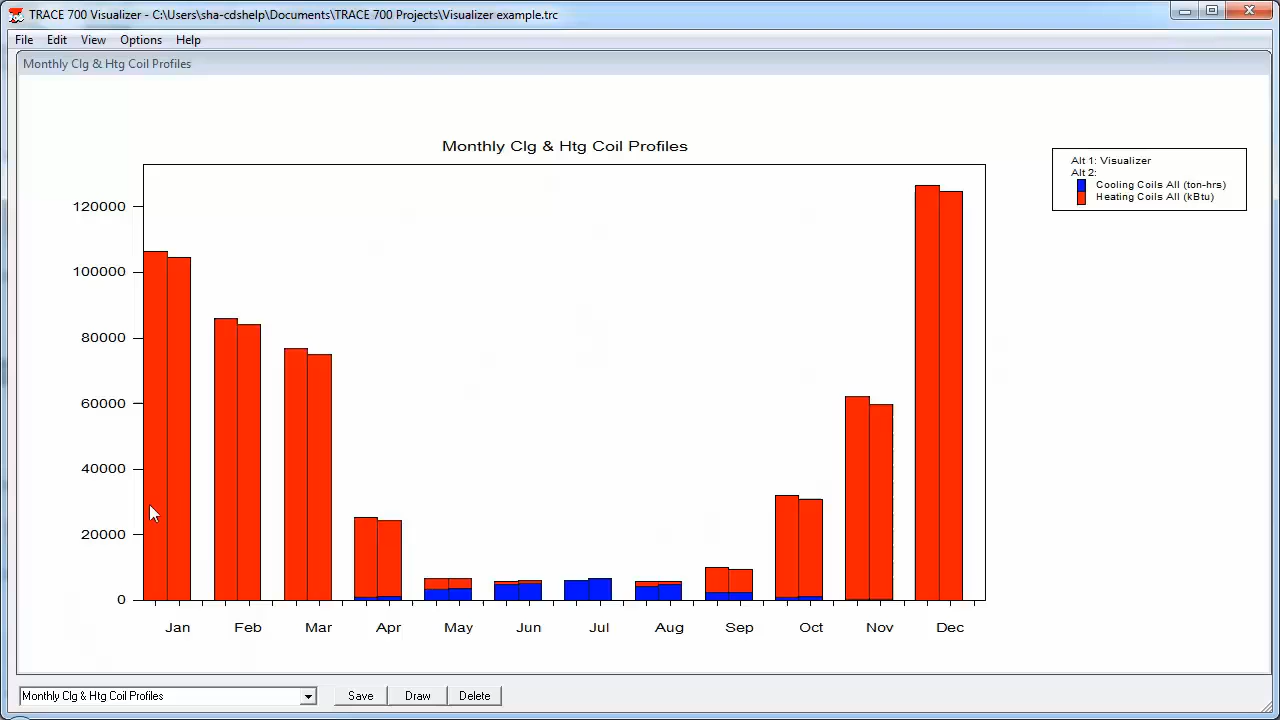 TRACE 700 Visualizer - C:\Users\sha-cdshelp\Documents\TRACE 700 Projects\Visualizer example.trc
File Edit View Options Help
Monthly Clg & Htg Coil Profiles
Monthly Clg & Htg Coil Profiles
Alt 1: Visualizer
Alt 2:
Cooling Coils All (ton-hrs)
Heating Coils All (kBtu)
120000
100000
80000
60000
40000
20000
0
Jan Feb Mar Apr May Jun Jul Aug Sep Oct Nov Dec
Monthly Clg & Htg Coil Profiles Save Draw Delete